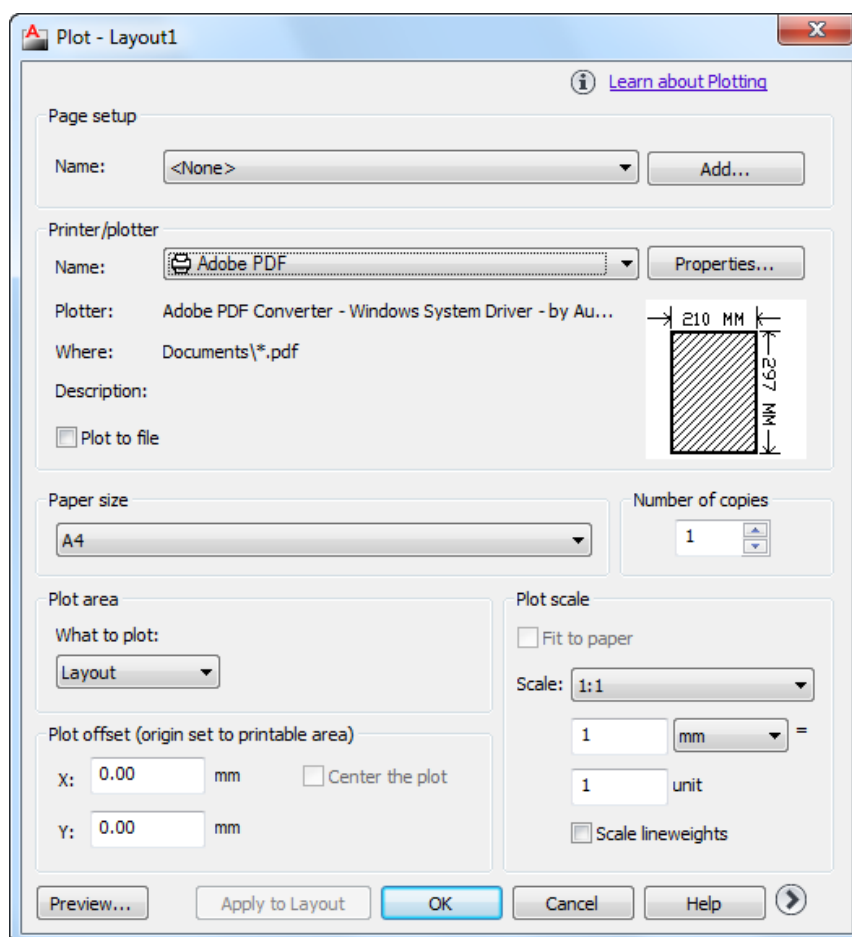 Plot - Layout1
Learn about Plotting
Page setup
Name: <None> Add...
Printer/plotter
Name: Adobe PDF Properties...
Plotter: Adobe PDF Converter - Windows System Driver - by Au...
Where: Documents\*.pdf
Description:
Plot to file
210 MM
297 MM
Paper size
A4
Number of copies
1
Plot area
What to plot:
Layout
Plot offset (origin set to printable area)
X: 0.00 mm Center the plot
Y: 0.00 mm
Plot scale
Fit to paper
Scale: 1:1
1 mm =
1 unit
Scale lineweights
Preview... Apply to Layout OK Cancel Help